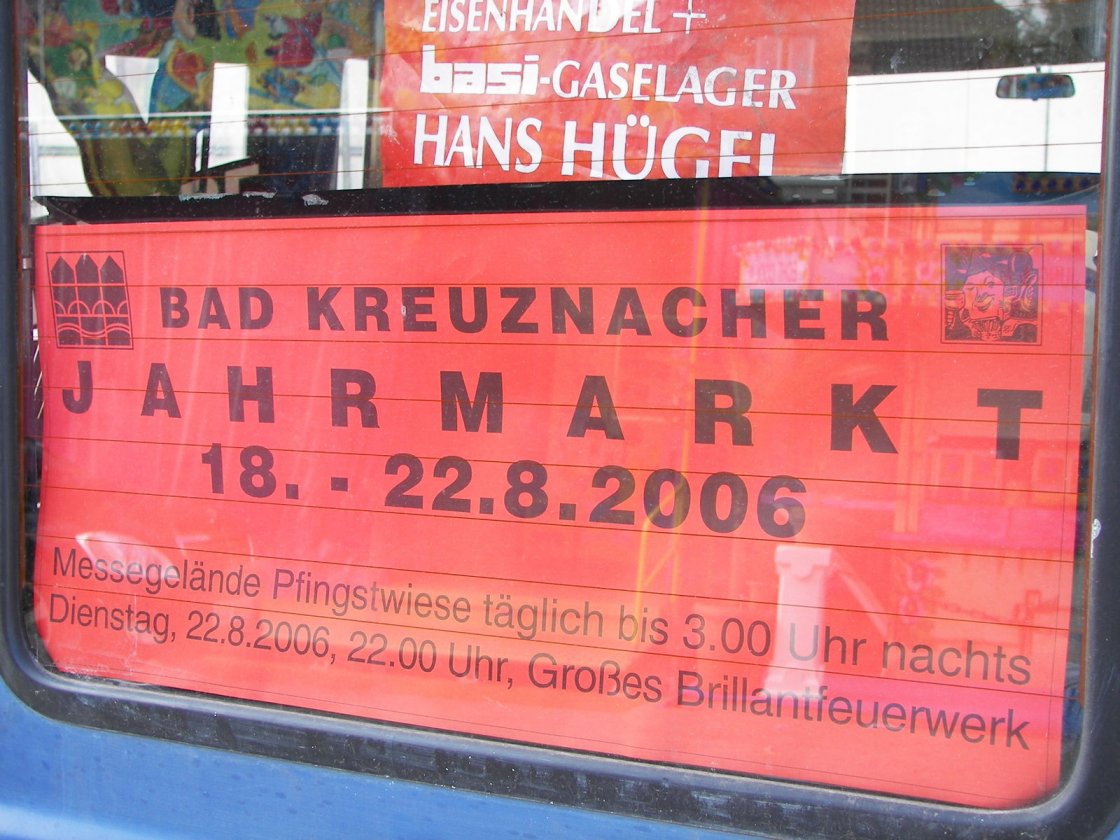 EISENHANDEL +
basi-GASELAGER
HANS HÜGEL
BAD KREUZNACHER
JAHRMARKT
18. - 22.8.2006
Messegelände Pfingstwiese täglich bis 3.00 Uhr nachts
Dienstag, 22.8.2006, 22.00 Uhr, Großes Brillantfeuerwerk